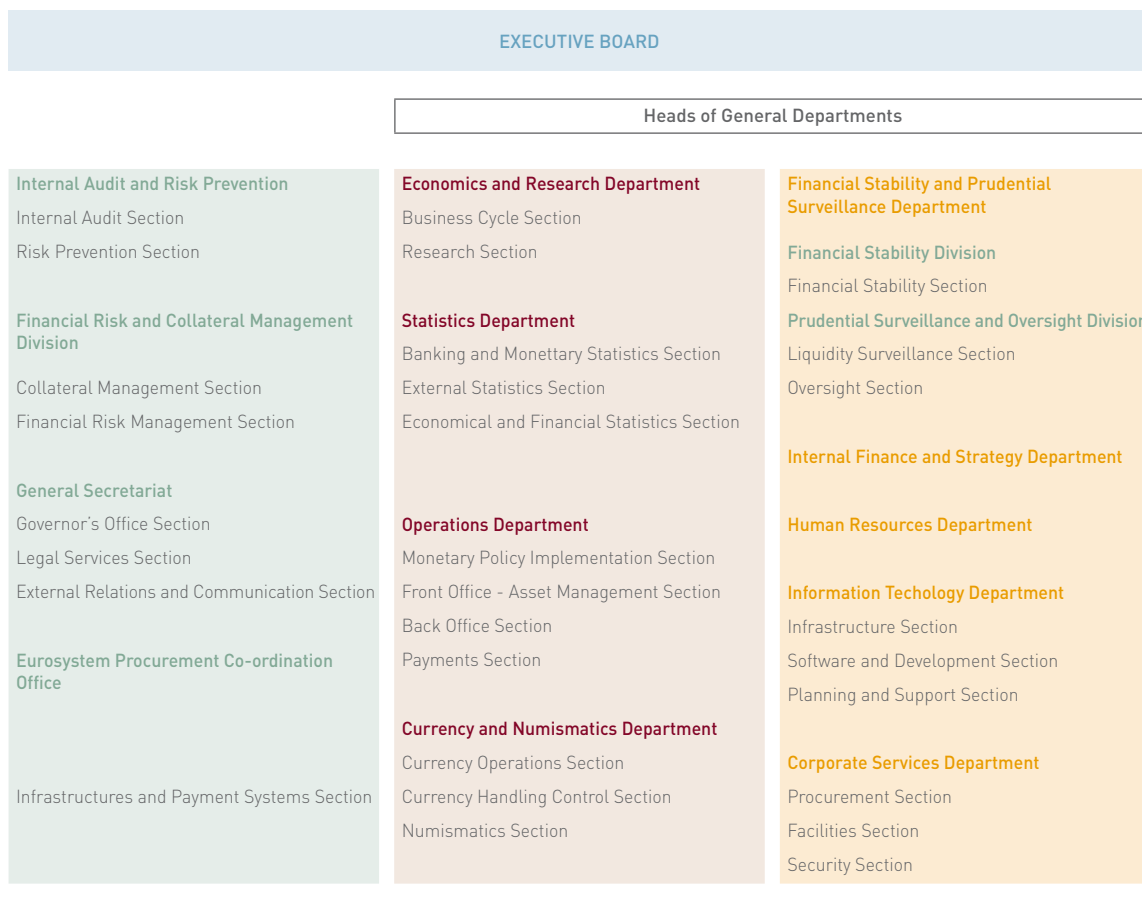 EXECUTIVE BOARD
Heads of General Departments
Internal Audit and Risk Prevention
Internal Audit Section
Risk Prevention Section
Financial Risk and Collateral Management
Division
Collateral Management Section
Financial Risk Management Section
General Secretariat
Governor's Office Section
Legal Services Section
External Relations and Communication Section
Eurosystem Procurement Co-ordination
Office
Infrastructures and Payment Systems Section
Economics and Research Department
Business Cycle Section
Research Section
Statistics Department
Banking and Monettary Statistics Section
External Statistics Section
Economical and Financial Statistics Section
Operations Department
Monetary Policy Implementation Section
Front Office - Asset Management Section
Back Office Section
Payments Section
Currency and Numismatics Department
Currency Operations Section
Currency Handling Control Section
Numismatics Section
Financial Stability and Prudential
Surveillance Department
Financial Stability Division
Financial Stability Section
Prudential Surveillance and Oversight Division
Liquidity Surveillance Section
Oversight Section
Internal Finance and Strategy Department
Human Resources Department
Information Techology Department
Infrastructure Section
Software and Development Section
Planning and Support Section
Corporate Services Department
Procurement Section
Facilities Section
Security Section